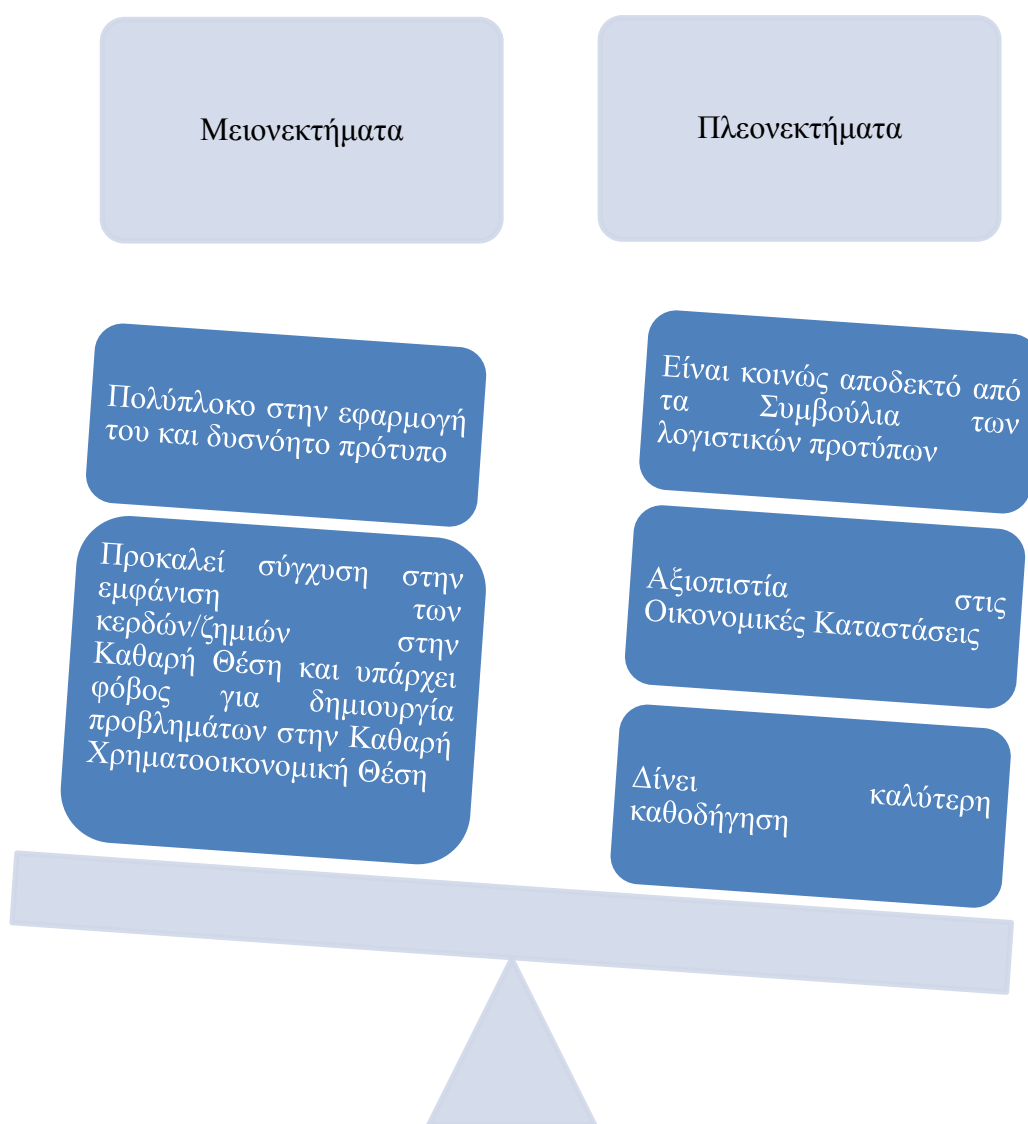 Μειονεκτήματα
Πολύπλοκο στην εφαρμογή
του και δυσνόητο πρότυπο
Προκαλεί σύγχυση στην
εμφάνιση των
κερδών/ζημιών στην
Καθαρή Θέση και υπάρχει
φόβος για δημιουργία
προβλημάτων στην Καθαρή
Χρηματοοικονομική Θέση
Πλεονεκτήματα
Είναι κοινώς αποδεκτό από
τα Συμβούλια των
λογιστικών προτύπων
Αξιοπιστία στις
Οικονομικές Καταστάσεις
Δίνει καλύτερη
καθοδήγηση